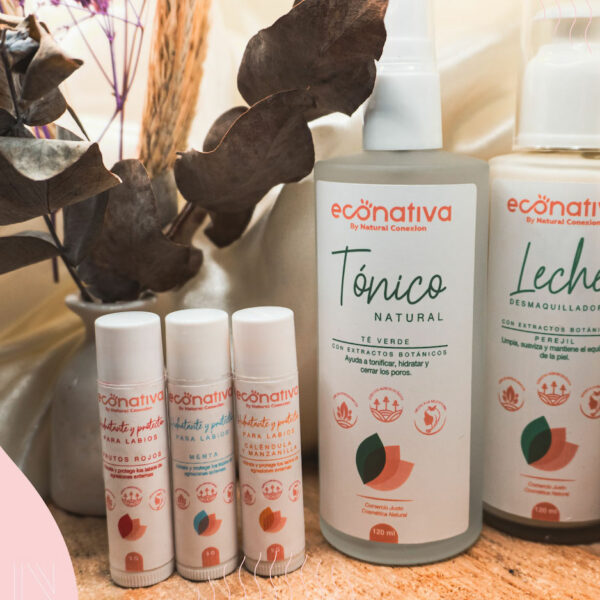 econativa
By Natural Conexion
Tónico
NATURAL
TÉ VERDE
CON EXTRACTOS BOTÁNICOS
Ayuda a tonificar, hidratar y
cerrar los poros.
Comercio Justo
Cosmética Natural
120 ml
econativa
By Natural Conexion
Leche
DESMAQUILLADORA
CON EXTRACTOS BOTÁNI
PEREJIL
Limpia, suaviza y mantiene el equi
de la piel.
Comercio Justo
Cosmética Natural
120 ml
econativa
By Natural Conexion
hidratante y protector
PARA LABIOS
FRUTOS ROJOS
econativa
By Natural Conexion
hidratante y protector
PARA LABIOS
MENTA
econativa
By Natural Conexion
hidratante y protector
PARA LABIOS
CALÉNDULA
Y MANZANILLA